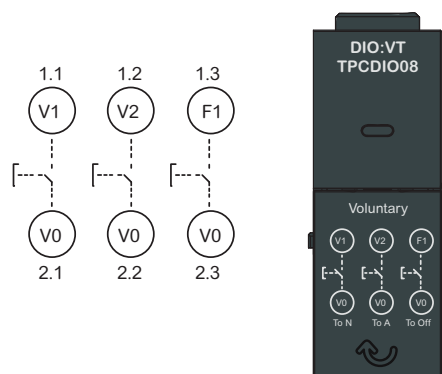 1.1 1.2 1.3
V1 V2 F1
V0 V0 V0
2.1 2.2 2.3
DIO:VT
TPCDIO08
Voluntary
V1 V2 F1
V0 V0 V0
To N To A To Off